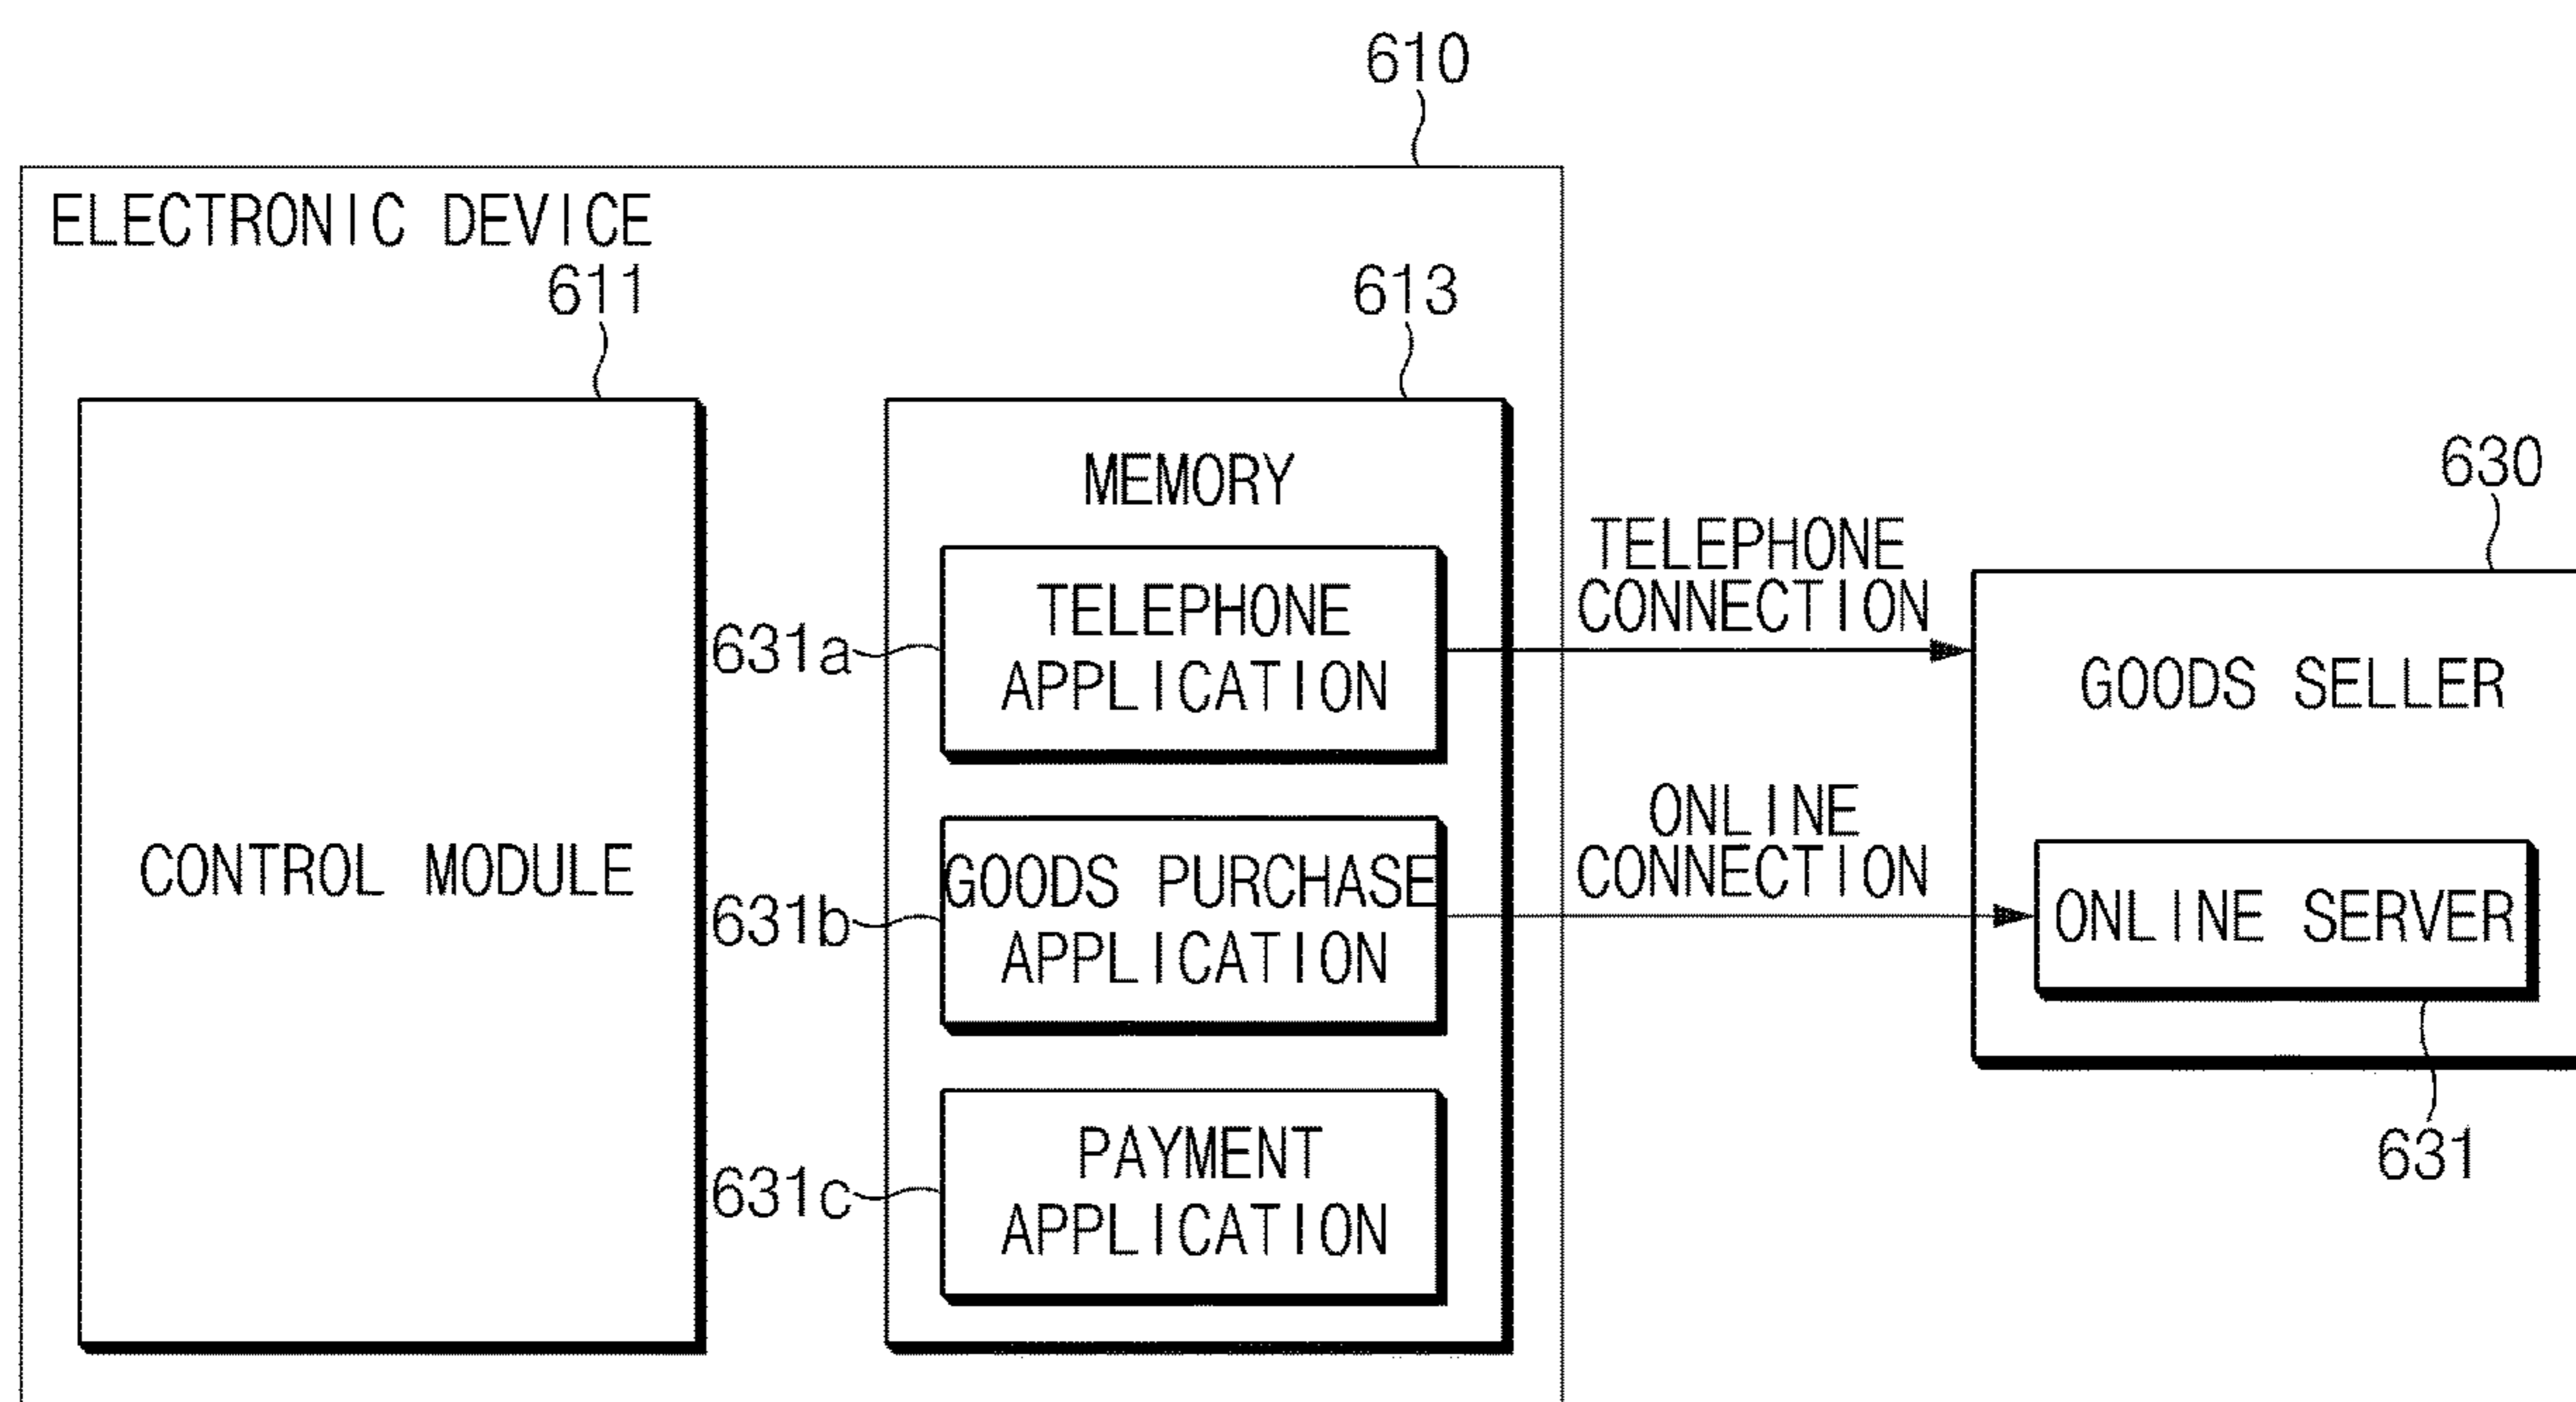 610
ELECTRONIC DEVICE
611
613
CONTROL MODULE
MEMORY
631a
TELEPHONE
APPLICATION
631b
GOODS PURCHASE
APPLICATION
631c
PAYMENT
APPLICATION
TELEPHONE
CONNECTION
ONLINE
CONNECTION
630
GOODS SELLER
ONLINE SERVER
631